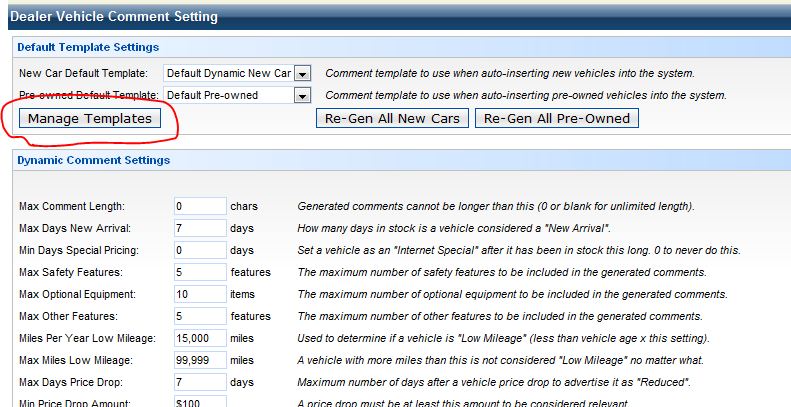 Dealer Vehicle Comment Setting
Default Template Settings
New Car Default Template: Default Dynamic New Car Comment template to use when auto-inserting new vehicles into the system.
Pre-owned Default Template: Default Pre-owned Comment template to use when auto-inserting pre-owned vehicles into the system.
Manage Templates Re-Gen All New Cars Re-Gen All Pre-Owned
Dynamic Comment Settings
Max Comment Length: 0 chars Generated comments cannot be longer than this (0 or blank for unlimited length).
Max Days New Arrival: 7 days How many days in stock is a vehicle considered a "New Arrival".
Min Days Special Pricing: 0 days Set a vehicle as an "Internet Special" after it has been in stock this long. 0 to never do this.
Max Safety Features: 5 features The maximum number of safety features to be included in the generated comments.
Max Optional Equipment: 10 items The maximum number of optional equipment to be included in the generated comments.
Max Other Features: 5 features The maximum number of other features to be included in the generated comments.
Miles Per Year Low Mileage: 15,000 miles Used to determine if a vehicle is "Low Mileage" (less than vehicle age x this setting).
Max Miles Low Mileage: 99,999 miles A vehicle with more miles than this is not considered "Low Mileage" no matter what.
Max Days Price Drop: 7 days Maximum number of days after a vehicle price drop to advertise it as "Reduced".
Min Price Drop Amount: $100 A price drop must be at least this amount to be considered relevant.